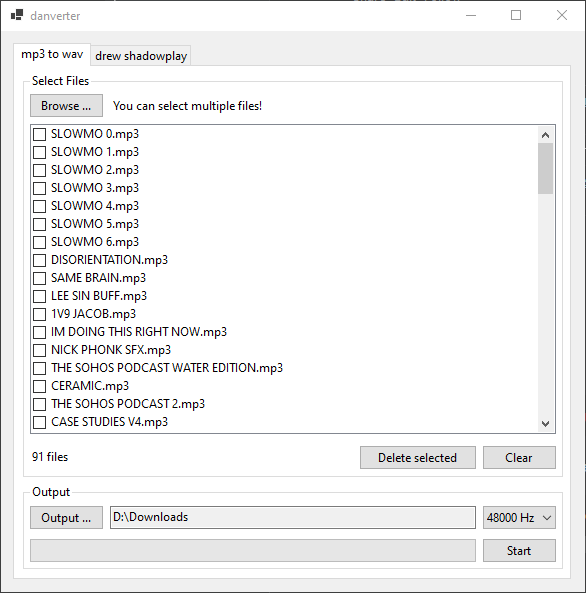 danverter
mp3 to wav
drew shadowplay
Select Files
Browse ...
You can select multiple files!
SLOWMO 0.mp3
SLOWMO 1.mp3
SLOWMO 2.mp3
SLOWMO 3.mp3
SLOWMO 4.mp3
SLOWMO 5.mp3
SLOWMO 6.mp3
DISORIENTATION.mp3
SAME BRAIN.mp3
LEE SIN BUFF.mp3
1V9 JACOB.mp3
IM DOING THIS RIGHT NOW.mp3
NICK PHONK SFX.mp3
THE SOHOS PODCAST WATER EDITION.mp3
CERAMIC.mp3
THE SOHOS PODCAST 2.mp3
CASE STUDIES V4.mp3
91 files
Delete selected
Clear
Output
Output ...
D:\Downloads
48000 Hz
Start